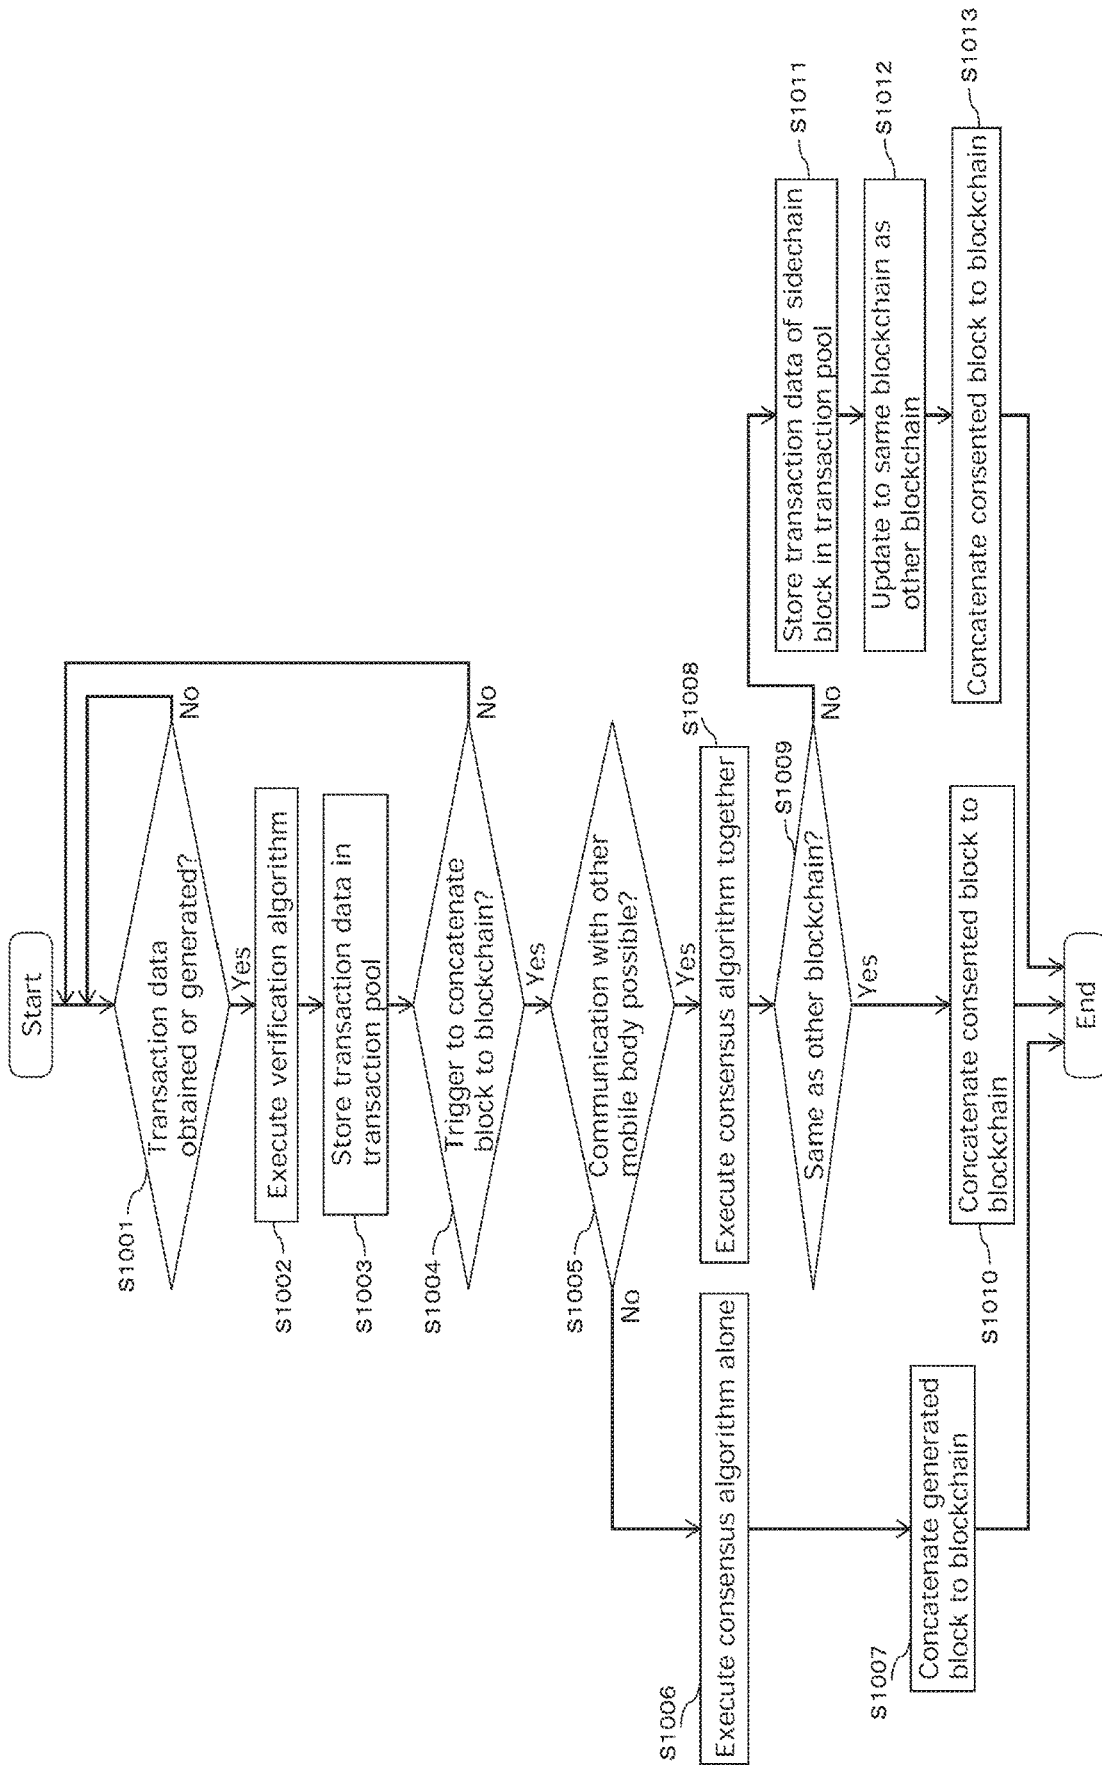 Start
S1001
Transaction data
obtained or generated?
No
Yes
S1002
Execute verification algorithm
S1003
Store transaction data in
transaction pool
S1004
Trigger to concatenate
block to blockchain?
No
Yes
S1005
Communication with other
mobile body possible?
No
Yes
S1006
Execute consensus algorithm alone
S1007
Concatenate generated
block to blockchain
S1008
Execute consensus algorithm together
S1009
Same as other blockchain?
No
Yes
S1010
Concatenate consented block to
blockchain
S1011
Store transaction data of sidechain
block in transaction pool
S1012
Update to same blockchain as
other blockchain
S1013
Concatenate consented block to blockchain
End